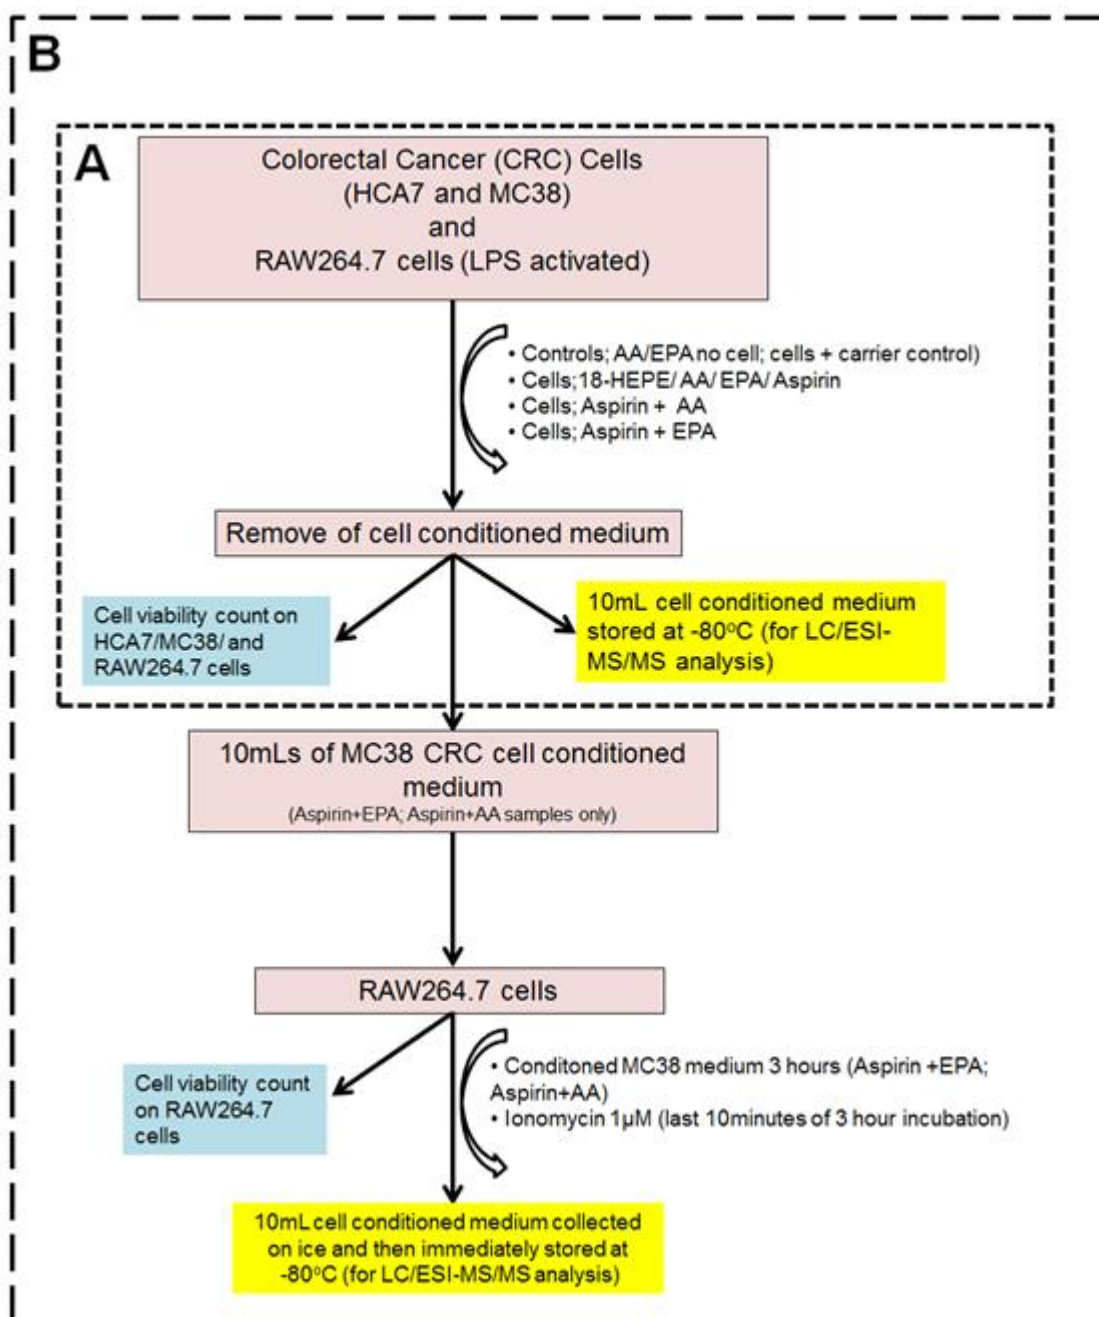 B
A
Colorectal Cancer (CRC) Cells
(HCA7 and MC38)
and
RAW264.7 cells (LPS activated)
• Controls; AA/EPA no cell; cells + carrier control)
• Cells;18-HEPE/ AA/ EPA/ Aspirin
• Cells; Aspirin + AA
• Cells; Aspirin + EPA
Remove of cell conditioned medium
Cell viability count on
HCA7/MC38/ and
RAW264.7 cells
10mL cell conditioned medium
stored at -80°C (for LC/ESI-
MS/MS analysis)
10mLs of MC38 CRC cell conditioned
medium
(Aspirin+EPA; Aspirin+AA samples only)
RAW264.7 cells
• Conditoned MC38 medium 3 hours (Aspirin +EPA;
Aspirin+AA)
• Ionomycin 1µM (last 10minutes of 3 hour incubation)
Cell viability count
on RAW264.7
cells
10mL cell conditioned medium collected
on ice and then immediately stored at
-80°C (for LC/ESI-MS/MS analysis)